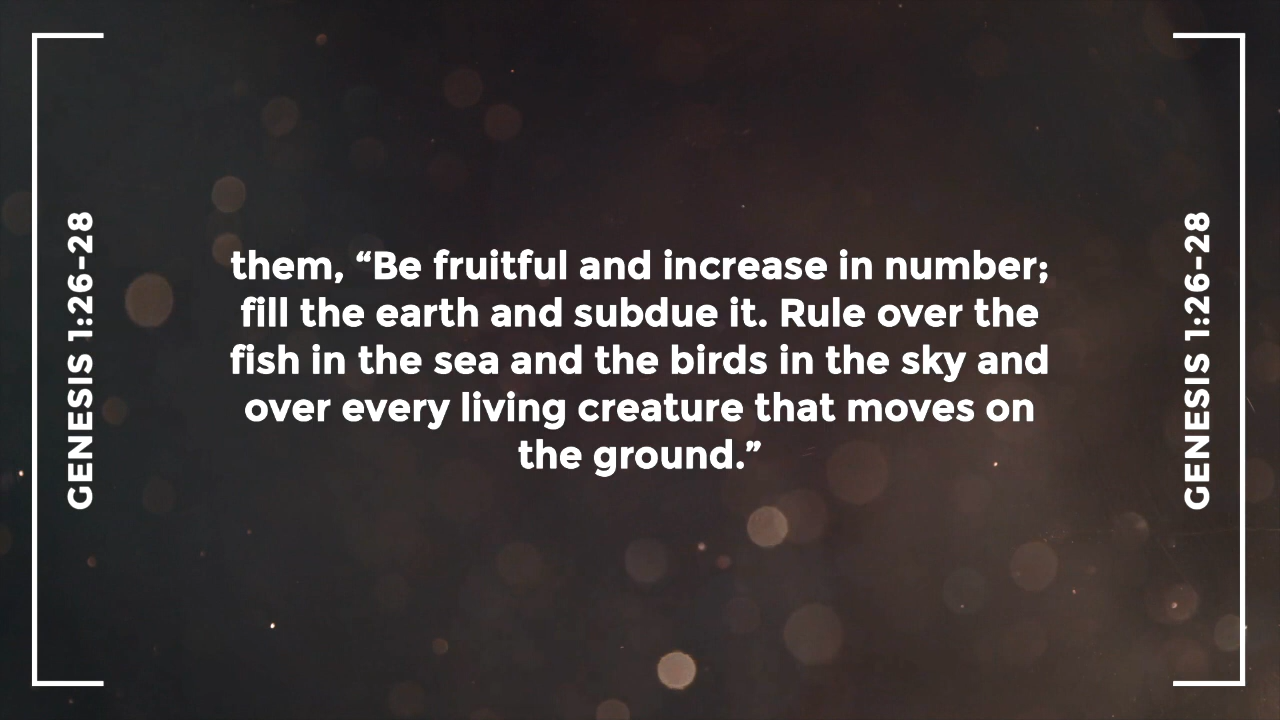 GENESIS 1:26-28
them, “Be fruitful and increase in number;
fill the earth and subdue it. Rule over the
fish in the sea and the birds in the sky and
over every living creature that moves on
the ground.”
GENESIS 1:26-28